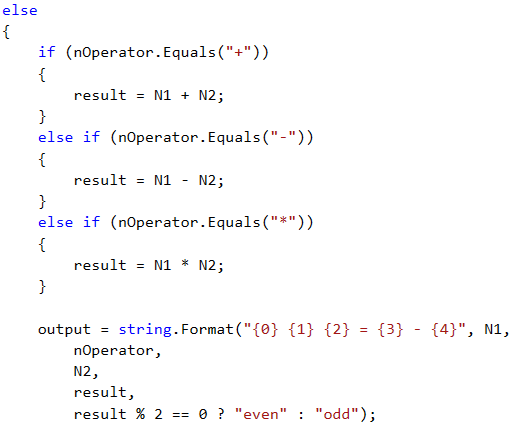 else
{
    if (nOperator.Equals("+"))
    {
        result = N1 + N2;
    }
    else if (nOperator.Equals("-"))
    {
        result = N1 - N2;
    }
    else if (nOperator.Equals("*"))
    {
        result = N1 * N2;
    }

    output = string.Format("{0} {1} {2} = {3} - {4}", N1,
        nOperator,
        N2,
        result,
        result % 2 == 0 ? "even" : "odd");